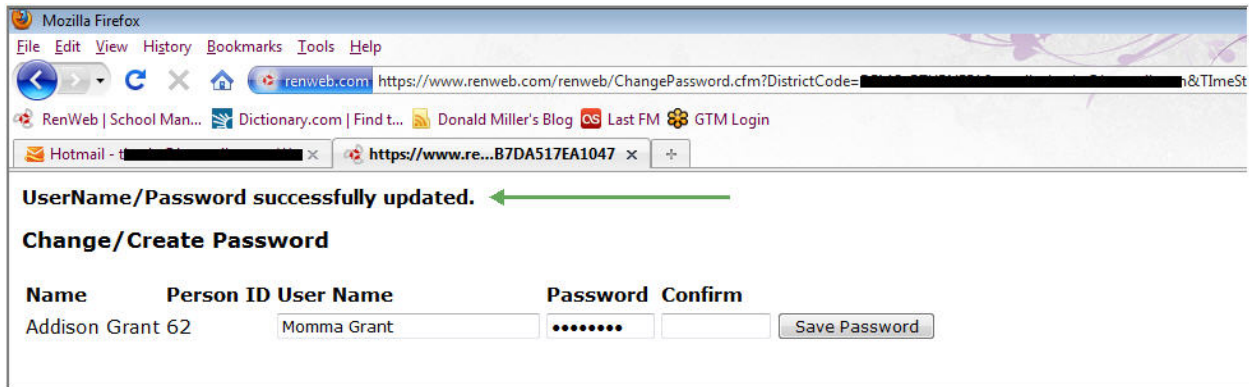 Mozilla Firefox
File Edit View History Bookmarks Tools Help
renweb.com https://www.renweb.com/renweb/ChangePassword.cfm?DistrictCode= n&TImeSt
RenWeb | School Man... Dictionary.com | Find t... Donald Miller's Blog Last FM GTM Login
Hotmail - t https://www.re...B7DA517EA1047
UserName/Password successfully updated.
Change/Create Password
Name Person ID User Name Password Confirm
Addison Grant 62 Momma Grant •••••••• Save Password